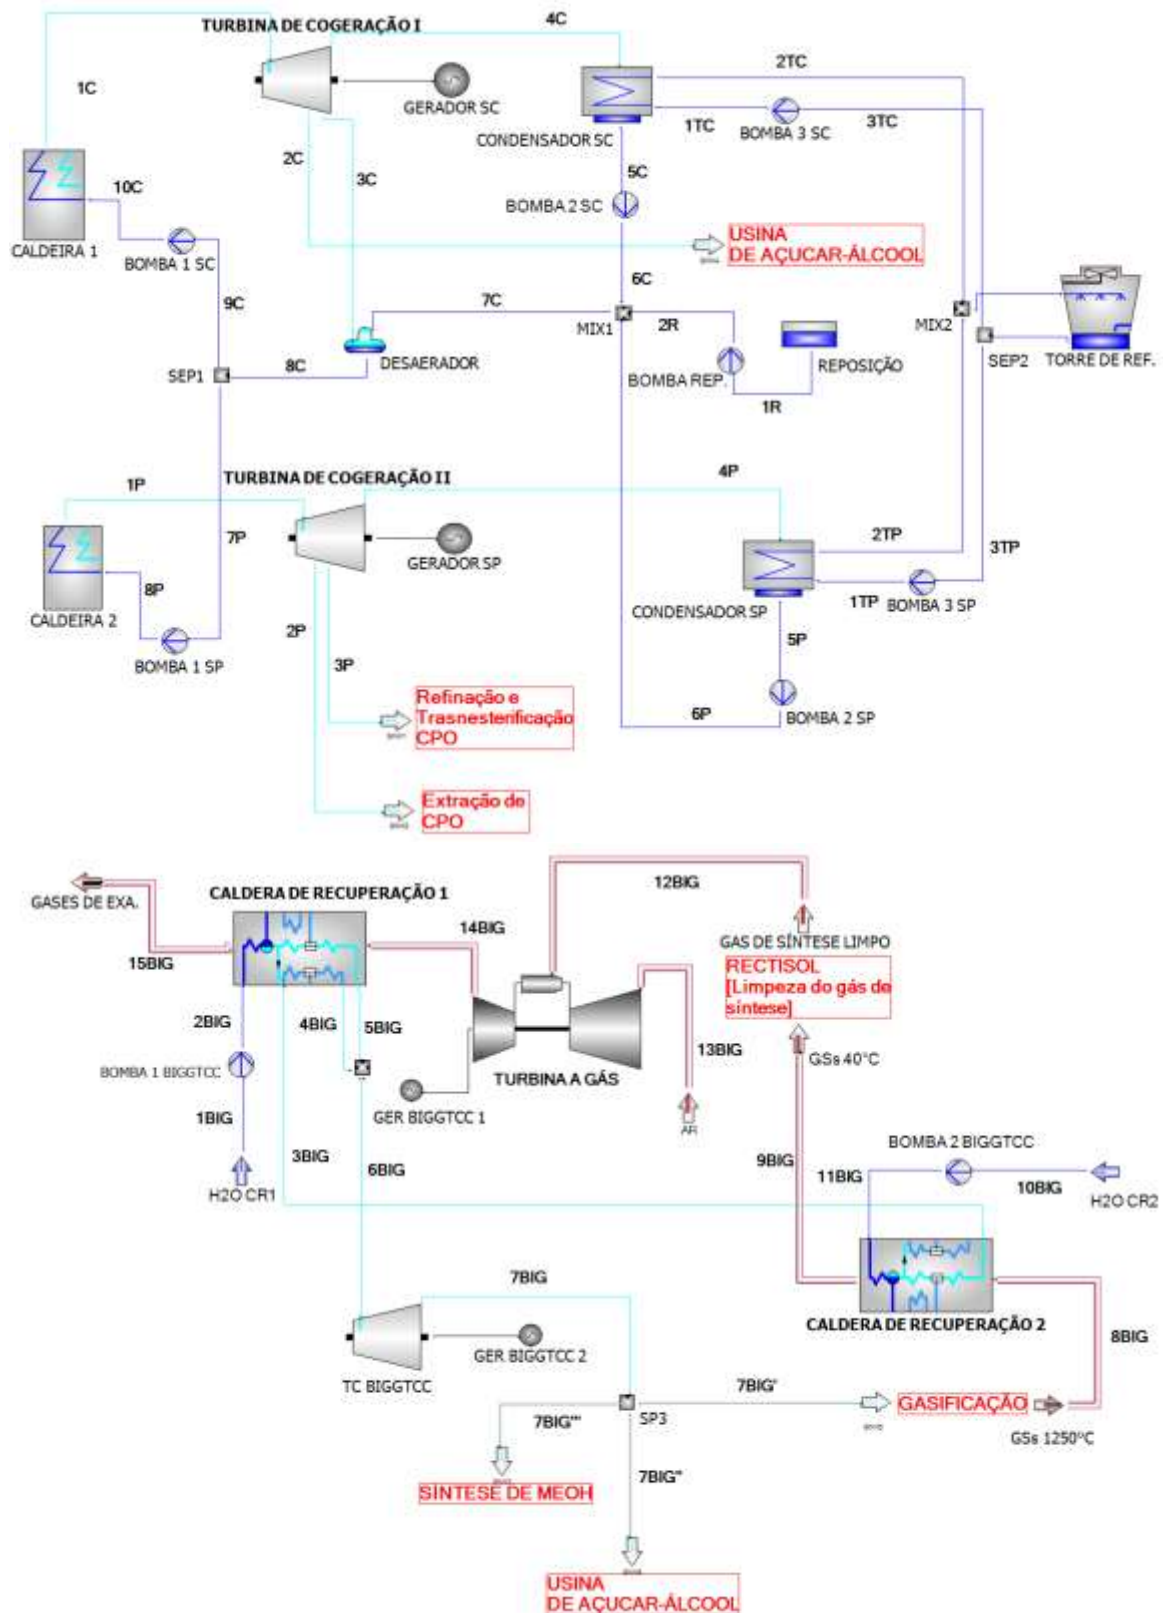 TURBINA DE COGERAÇÃO I
4C
2TC
1C
GERADOR SC
1TC
BOMBA 3 SC
3TC
CONDENSADOR SC
2C
3C
5C
10C
BOMBA 2 SC
CALDEIRA 1
BOMBA 1 SC
USINA
DE AÇUCAR-ÁLCOOL
6C
9C
7C
MIX1
2R
MIX2
SEP2
TORRE DE REF.
SEP1
8C
DESAERADOR
BOMBA REP.
REPOSIÇÃO
1R
TURBINA DE COGERAÇÃO II
4P
1P
7P
GERADOR SP
2TP
3TP
8P
CONDENSADOR SP
1TP
BOMBA 3 SP
CALDEIRA 2
2P
5P
BOMBA 1 SP
3P
Refinação e
Trasnesterificação
CPO
6P
BOMBA 2 SP
Extração de
CPO
12BIG
CALDERA DE RECUPERAÇÃO 1
GASES DE EXA.
14BIG
GAS DE SÍNTESE LIMPO
15BIG
RECTISOL
[Limpeza do gás de
síntese]
2BIG
4BIG
5BIG
13BIG
GSs 40°C
BOMBA 1 BIGGTCC
TURBINA A GÁS
GER BIGGTCC 1
1BIG
AR
BOMBA 2 BIGGTCC
3BIG
6BIG
9BIG
11BIG
10BIG
H2O CR1
H2O CR2
7BIG
CALDERA DE RECUPERAÇÃO 2
8BIG
GER BIGGTCC 2
TC BIGGTCC
7BIG'
7BIG'''
SP3
GASIFICAÇÃO
GSs 1250°C
7BIG''
SÍNTESE DE MEOH
USINA
DE AÇUCAR-ÁLCOOL